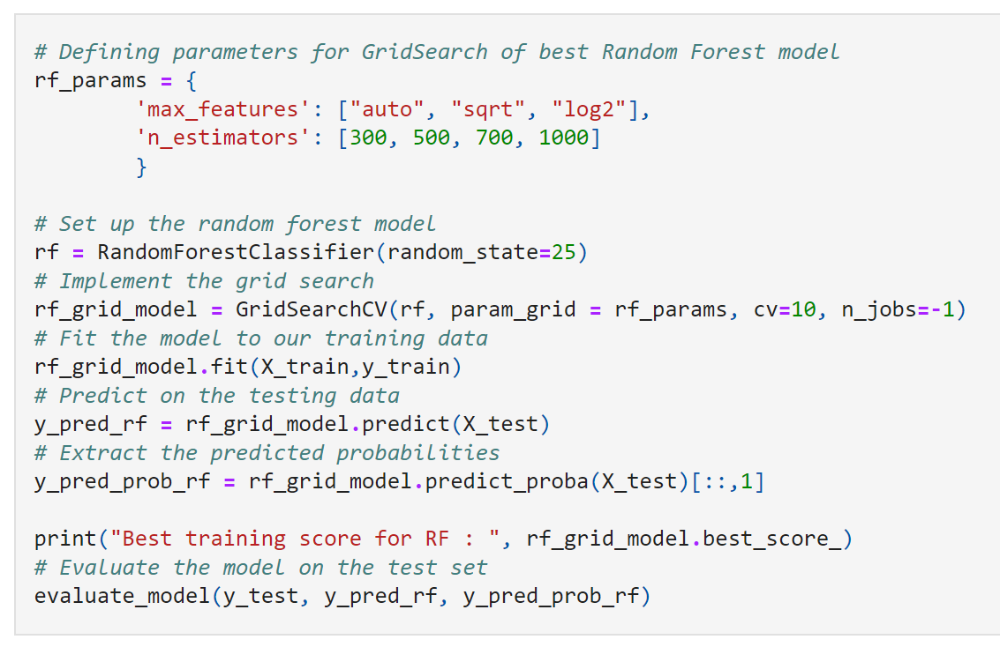 # Defining parameters for GridSearch of best Random Forest model
rf_params = {
        'max_features': ["auto", "sqrt", "log2"],
        'n_estimators': [300, 500, 700, 1000]
        }
# Set up the random forest model
rf = RandomForestClassifier(random_state=25)
# Implement the grid search
rf_grid_model = GridSearchCV(rf, param_grid = rf_params, cv=10, n_jobs=-1)
# Fit the model to our training data
rf_grid_model.fit(X_train,y_train)
# Predict on the testing data
y_pred_rf = rf_grid_model.predict(X_test)
# Extract the predicted probabilities
y_pred_prob_rf = rf_grid_model.predict_proba(X_test)[::,1]
print("Best training score for RF : ", rf_grid_model.best_score_)
# Evaluate the model on the test set
evaluate_model(y_test, y_pred_rf, y_pred_prob_rf)